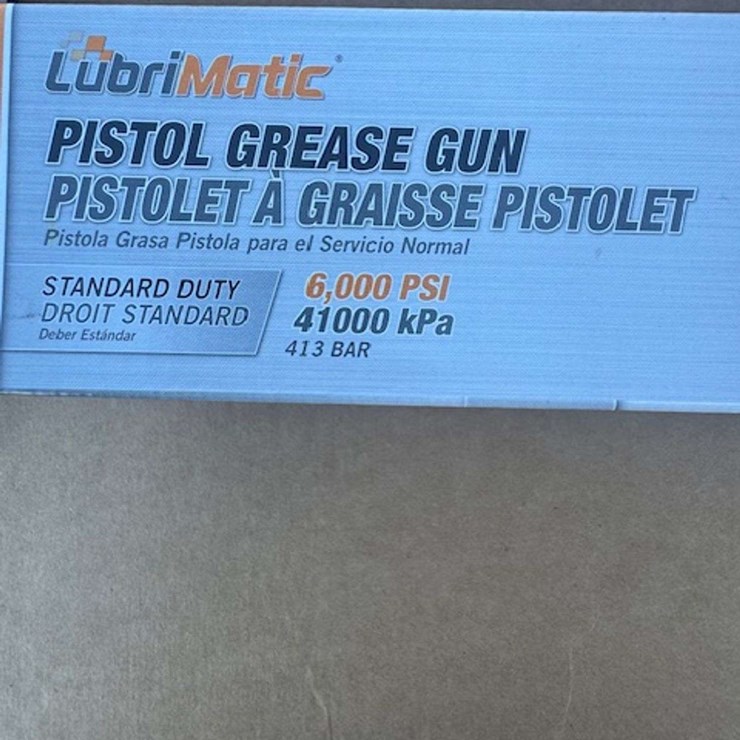 LubriMatic®
PISTOL GREASE GUN
PISTOLET À GRAISSE PISTOLET
Pistola Grasa Pistola para el Servicio Normal
STANDARD DUTY
DROIT STANDARD
Deber Estándar
6,000 PSI
41000 kPa
413 BAR